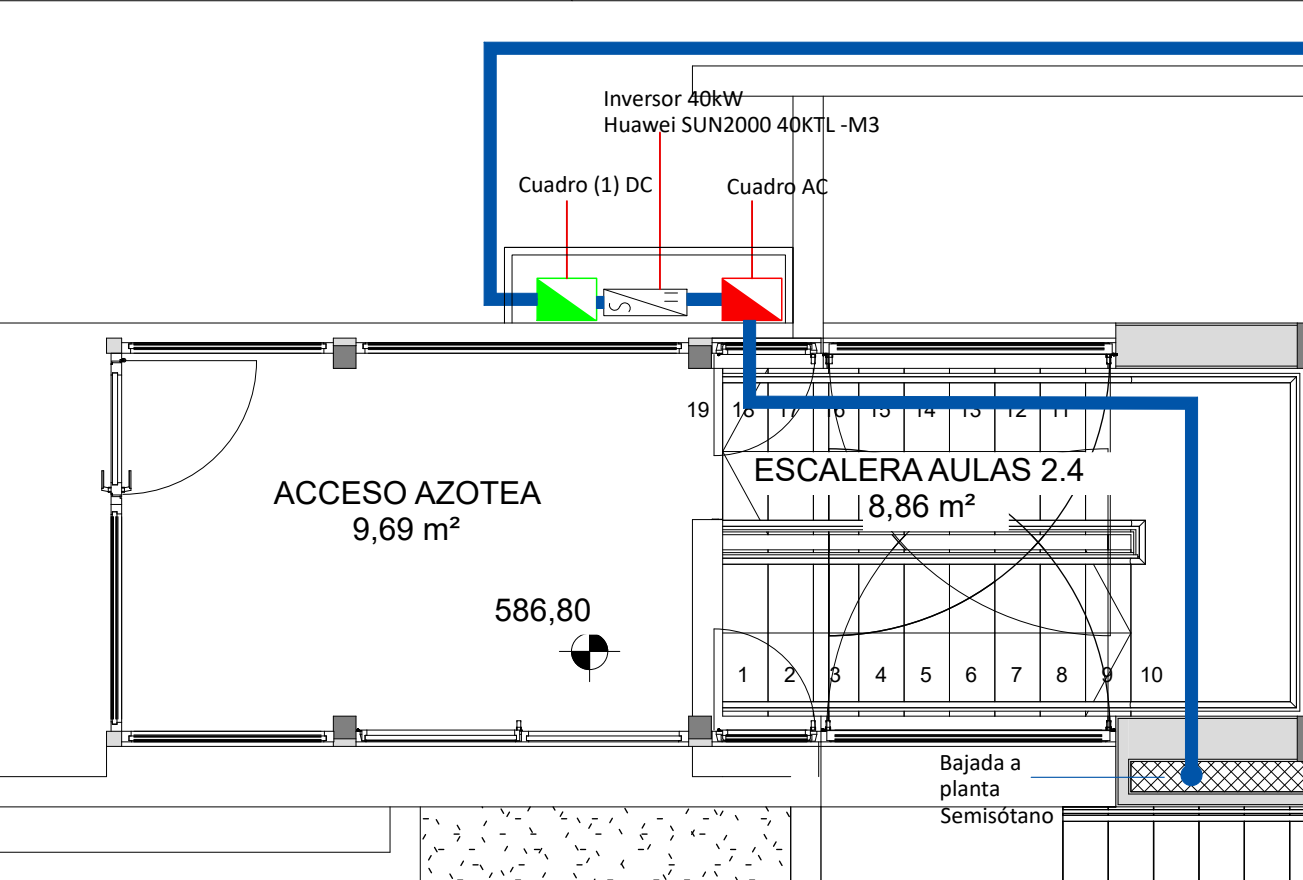 Inversor 40kW
Huawei SUN2000 40KTL -M3
Cuadro (1) DC
Cuadro AC
19 18 17 16 15 14 13 12 11
ESCALERA AULAS 2.4
8,86 m²
ACCESO AZOTEA
9,69 m²
586,80
1 2 3 4 5 6 7 8 9 10
Bajada a
planta
Semisótano